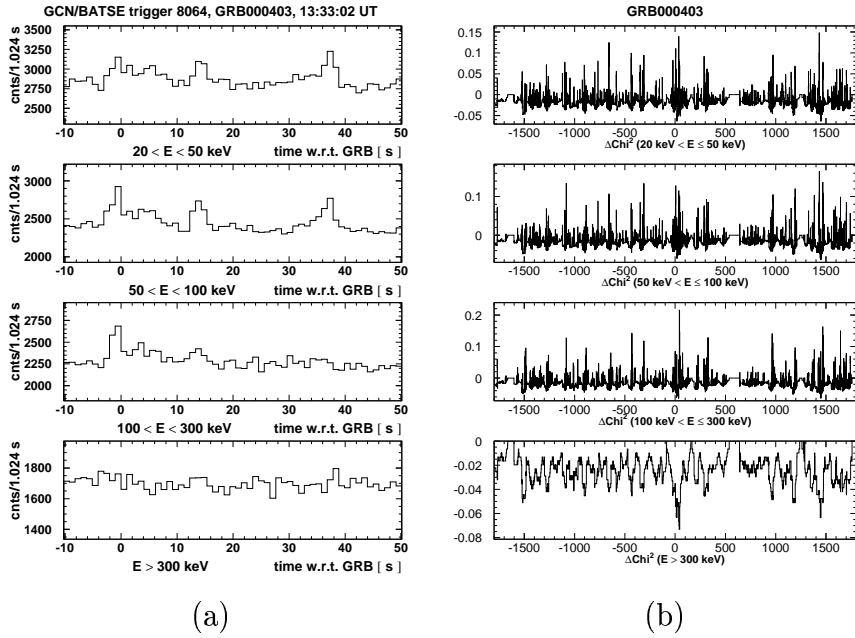 GCN/BATSE trigger 8064, GRB000403, 13:33:02 UT
cnts/1.024 s
3500
3250
3000
2750
2500
-10 0 10 20 30 40 50
20 < E < 50 keV time w.r.t. GRB [ s ]
cnts/1.024 s
3000
2500
2000
-10 0 10 20 30 40 50
50 < E < 100 keV time w.r.t. GRB [ s ]
cnts/1.024 s
2750
2500
2250
2000
-10 0 10 20 30 40 50
100 < E < 300 keV time w.r.t. GRB [ s ]
cnts/1.024 s
1800
1600
1400
-10 0 10 20 30 40 50
E > 300 keV time w.r.t. GRB [ s ]
(a)
GRB000403
0.15
0.10
0.05
0
-0.05
-1500 -1000 -500 0 500 1000 1500
ΔChi² (20 keV < E ≤ 50 keV)
0.1
0
-1500 -1000 -500 0 500 1000 1500
ΔChi² (50 keV < E ≤ 100 keV)
0.2
0.1
0
-1500 -1000 -500 0 500 1000 1500
ΔChi² (100 keV < E ≤ 300 keV)
0
-0.02
-0.04
-0.06
-0.08
-1500 -1000 -500 0 500 1000 1500
ΔChi² (E > 300 keV)
(b)